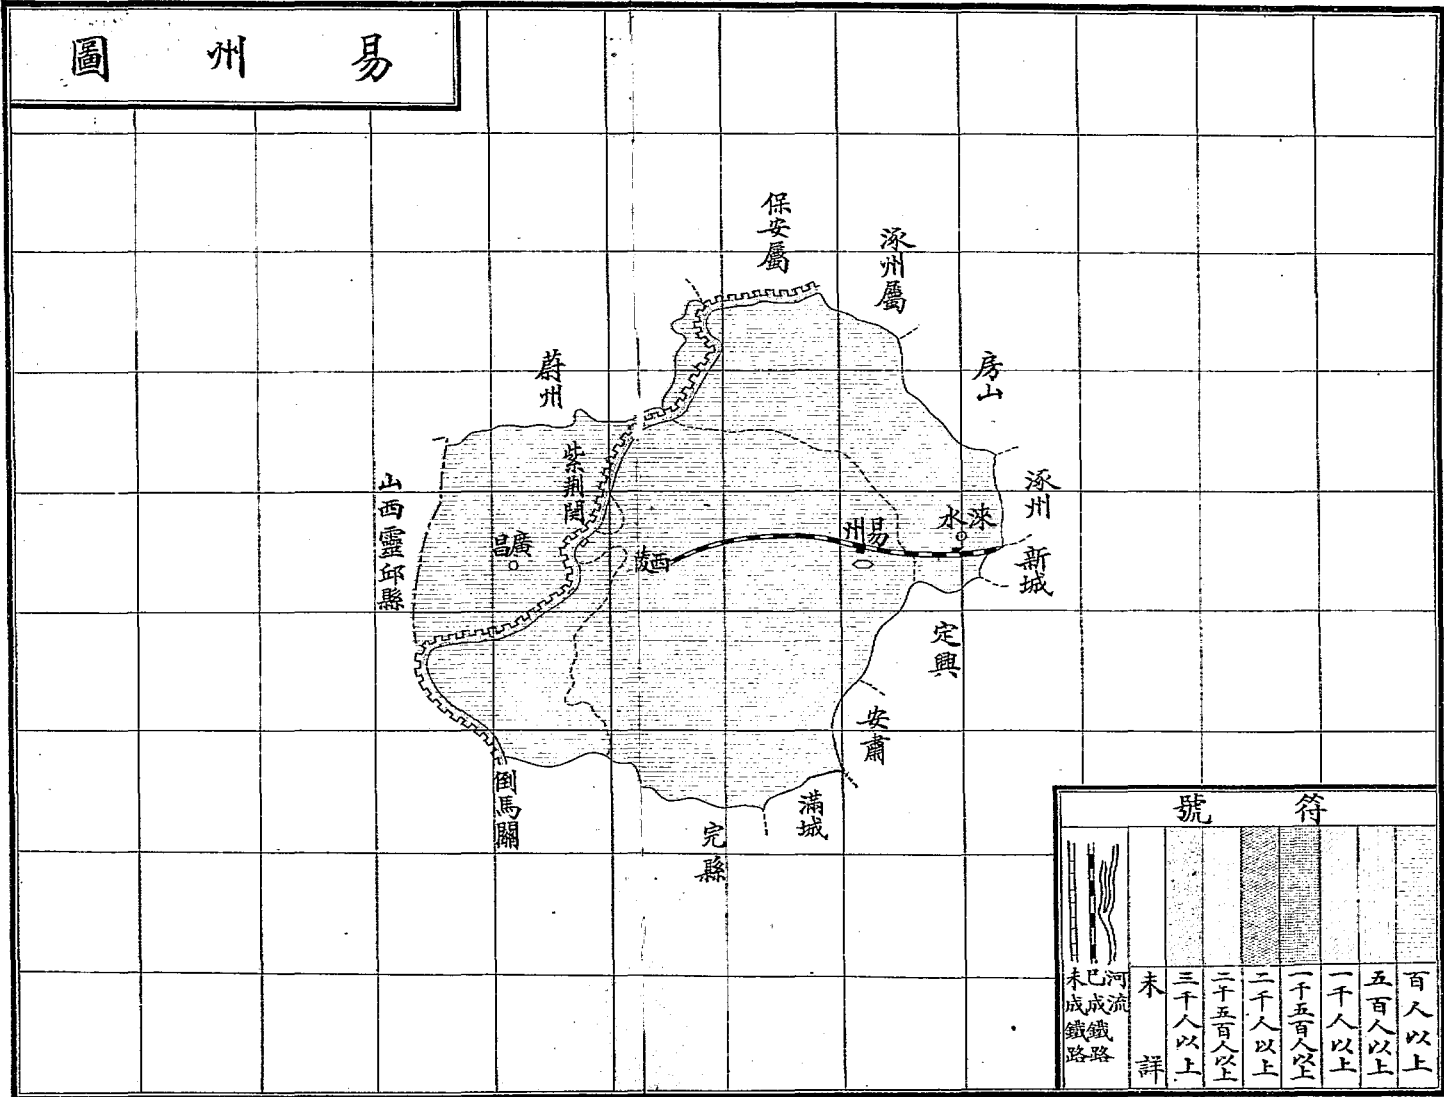 易州圖
保安屬
涿州屬
房山
蔚州
紫荆関
涿州
山西靈邱縣
淶水
易州
廣昌
西陵
新城
定興
安肅
倒馬關
滿城
完縣
符號
百人以上
五百人以上
一千人以上
一千五百人以上
二千人以上
二千五百人以上
三千人以上
未詳
河流
已成鐵路
未成鐵路